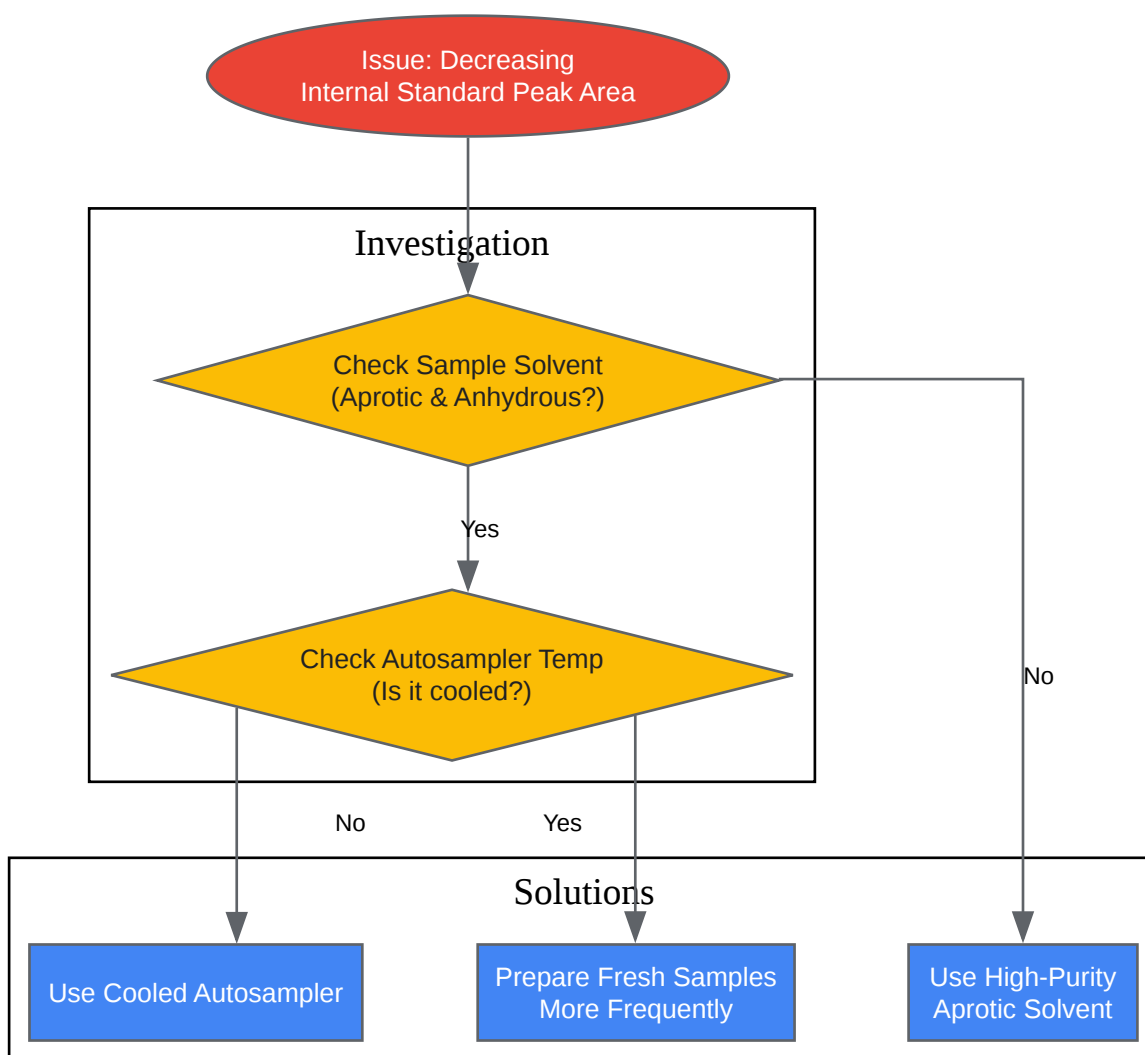 Issue: Decreasing
Internal Standard Peak Area
Investigation
Check Sample Solvent
(Aprotic & Anhydrous?)
Yes
Check Autosampler Temp
(Is it cooled?)
No
No
Yes
Solutions
Use Cooled Autosampler
Prepare Fresh Samples
More Frequently
Use High-Purity
Aprotic Solvent